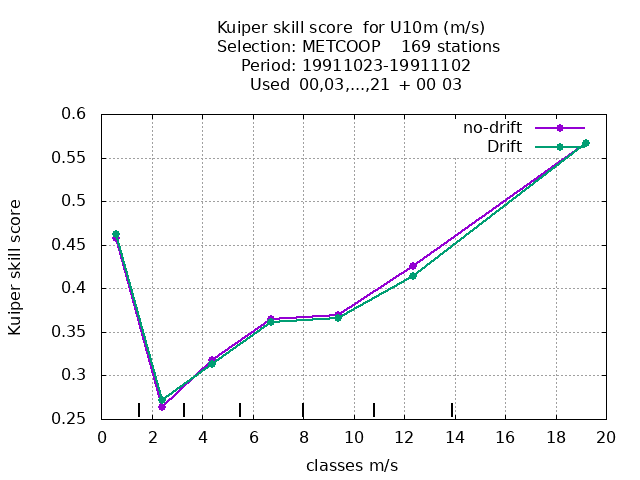 Kuiper skill score  for U10m (m/s)
Selection: METCOOP    169 stations
Period: 19911023-19911102
Used  00,03,...,21  + 00 03
no-drift
Drift
0.6
0.55
0.5
0.45
0.4
0.35
0.3
0.25
Kuiper skill score
0 2 4 6 8 10 12 14 16 18 20
classes m/s